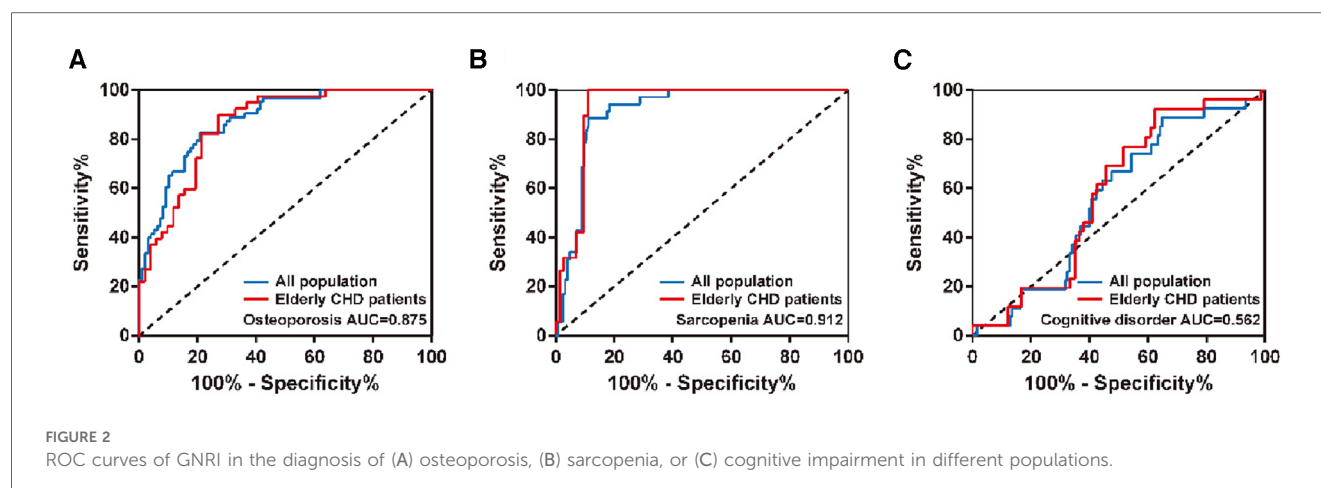 A
B
C
Sensitivity%
100
80
60
40
20
0
All population
Elderly CHD patients
Osteoporosis AUC=0.875
0 20 40 60 80 100
100% - Specificity%
Sensitivity%
100
80
60
40
20
0
All population
Elderly CHD patients
Sarcopenia AUC=0.912
0 20 40 60 80 100
100% - Specificity%
Sensitivity%
100
80
60
40
20
0
All population
Elderly CHD patients
Cognitive disorder AUC=0.562
0 20 40 60 80 100
100% - Specificity%
FIGURE 2
ROC curves of GNRI in the diagnosis of (A) osteoporosis, (B) sarcopenia, or (C) cognitive impairment in different populations.